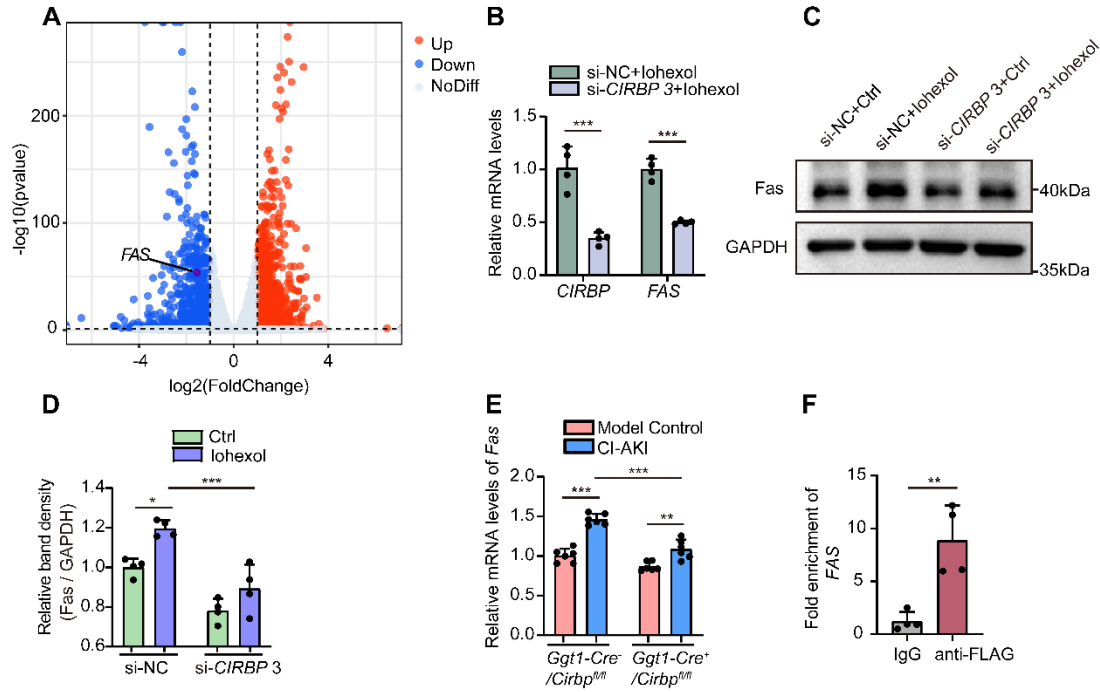 A
-log10(pvalue)
200
100
0
FAS
-4
0
4
log2(FoldChange)
Up
Down
NoDiff
B
si-NC+Iohexol
si-CIRBP 3+Iohexol
Relative mRNA levels
1.5
1.0
0.5
0.0
***
***
CIRBP
FAS
C
si-NC+Ctrl
si-NC+Iohexol
si-CIRBP 3+Ctrl
si-CIRBP 3+Iohexol
Fas
40kDa
GAPDH
35kDa
D
Ctrl
Iohexol
Relative band density
(Fas / GAPDH)
1.4
1.2
1.0
0.8
0.6
*
***
si-NC
si-CIRBP 3
E
Model Control
CI-AKI
Relative mRNA levels of Fas
2.0
1.5
1.0
0.5
0.0
***
***
**
Ggt1-Cre-
/Cirbpfl/fl
Ggt1-Cre+
/Cirbpfl/fl
F
Fold enrichment of
FAS
15
10
5
0
**
IgG
anti-FLAG